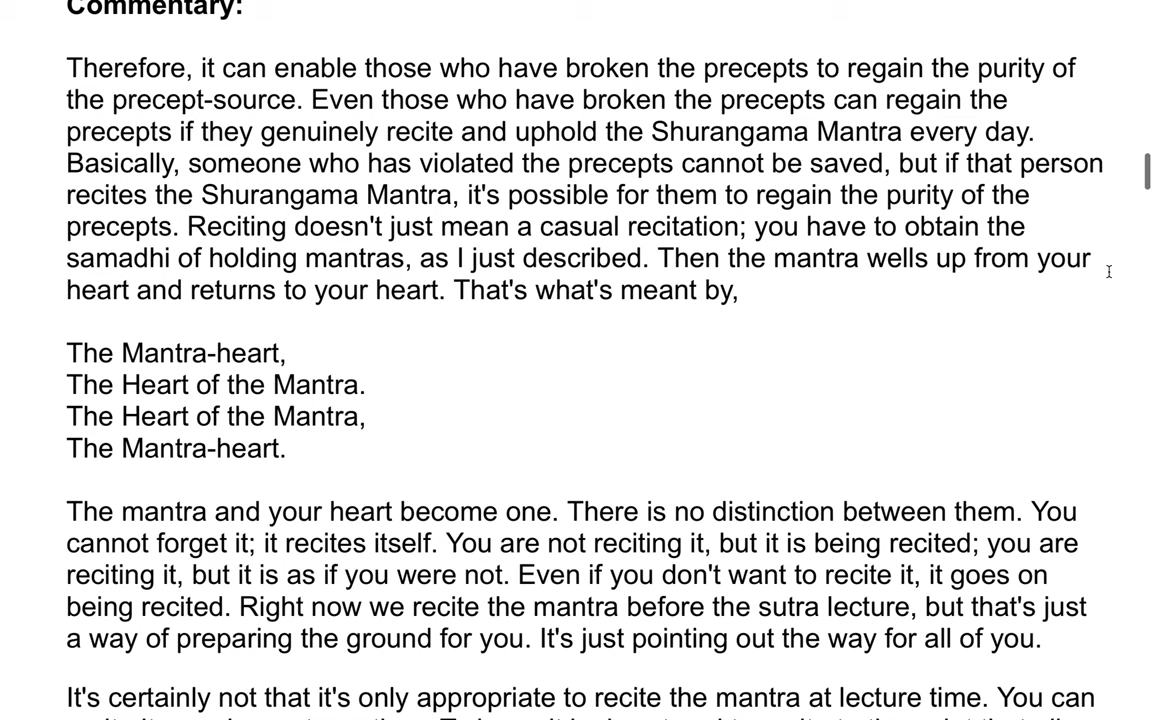 Commentary:
Therefore, it can enable those who have broken the precepts to regain the purity of
the precept-source. Even those who have broken the precepts can regain the
precepts if they genuinely recite and uphold the Shurangama Mantra every day.
Basically, someone who has violated the precepts cannot be saved, but if that person
recites the Shurangama Mantra, it's possible for them to regain the purity of the
precepts. Reciting doesn't just mean a casual recitation; you have to obtain the
samadhi of holding mantras, as I just described. Then the mantra wells up from your
heart and returns to your heart. That's what's meant by,
The Mantra-heart,
The Heart of the Mantra.
The Heart of the Mantra,
The Mantra-heart.
The mantra and your heart become one. There is no distinction between them. You
cannot forget it; it recites itself. You are not reciting it, but it is being recited; you are
reciting it, but it is as if you were not. Even if you don't want to recite it, it goes on
being recited. Right now we recite the mantra before the sutra lecture, but that's just
a way of preparing the ground for you. It's just pointing out the way for all of you.
It's certainly not that it's only appropriate to recite the mantra at lecture time. You can